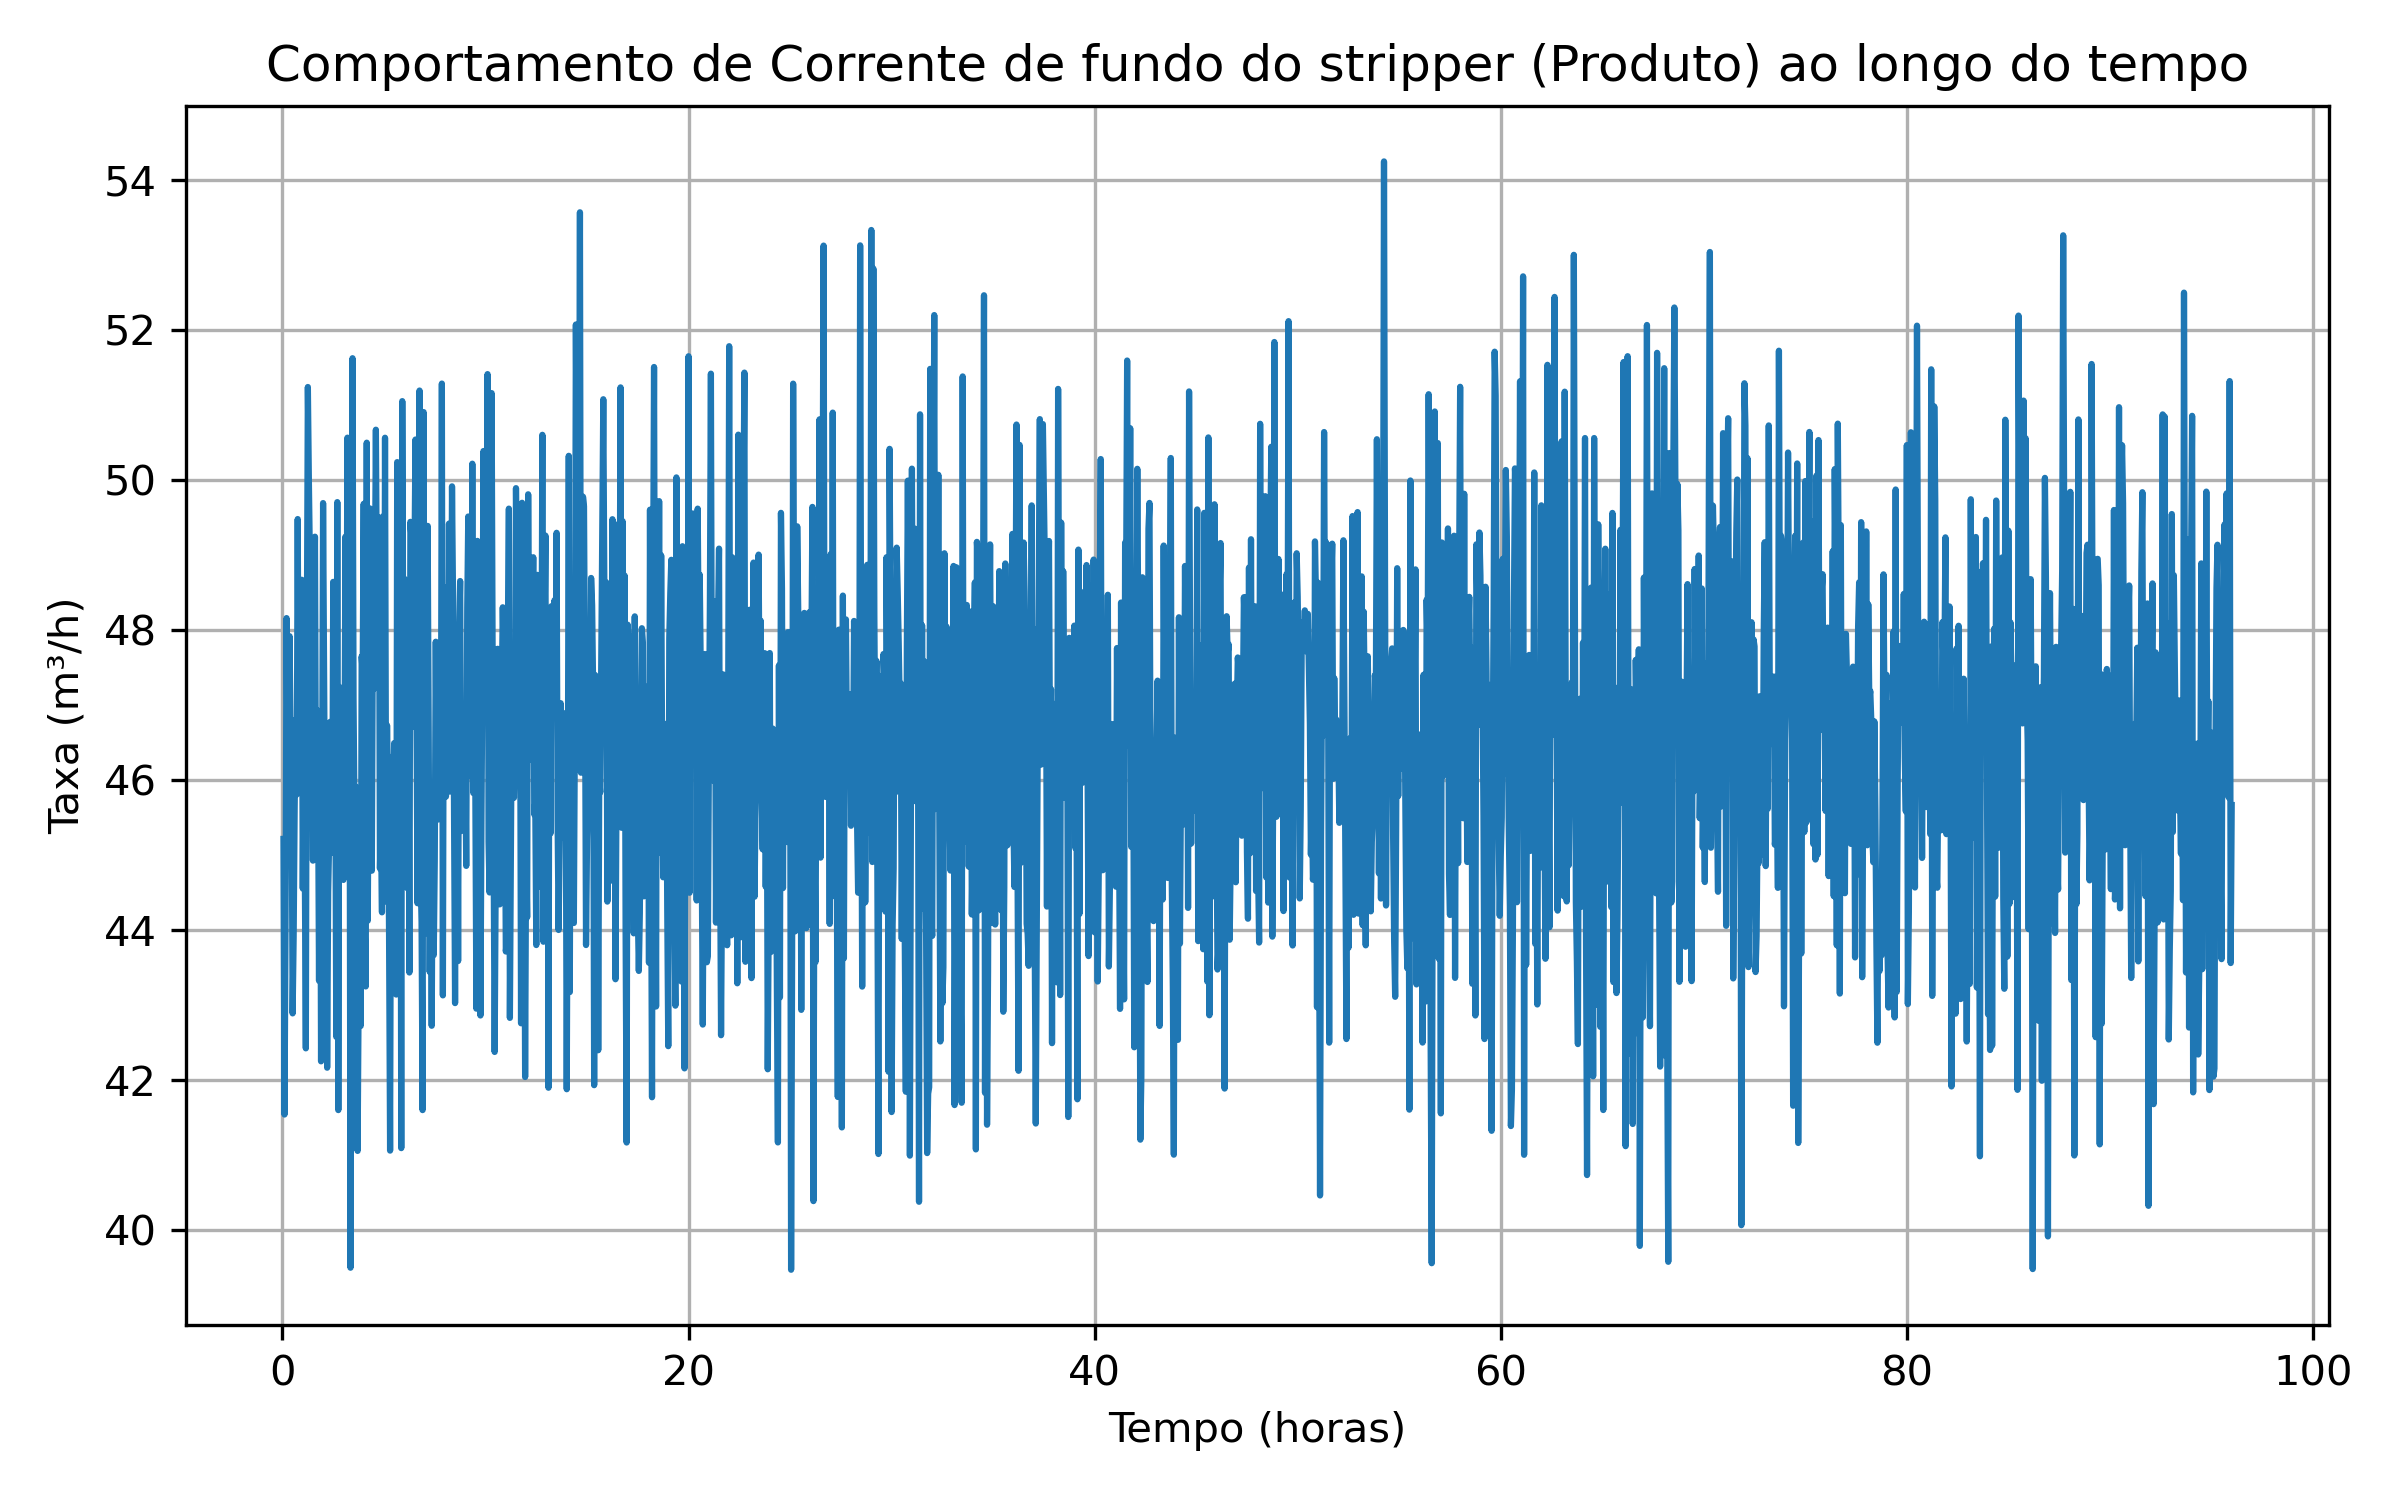 Comportamento de Corrente de fundo do stripper (Produto) ao longo do tempo
54
52
50
48
46
44
42
40
Taxa (m³/h)
0 20 40 60 80 100
Tempo (horas)